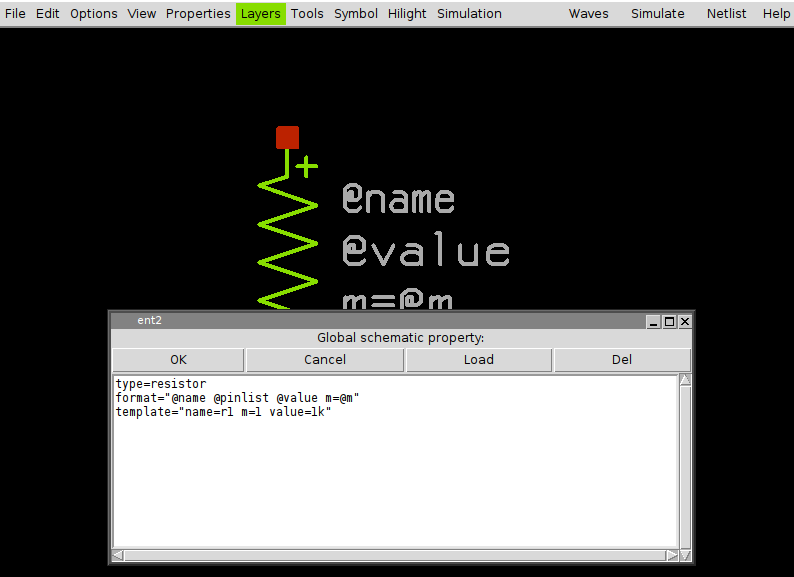 File Edit Options View Properties Layers Tools Symbol Hilight Simulation Waves Simulate Netlist Help
@name
@value
m=@m
ent2
Global schematic property:
OK Cancel Load Del
type=resistor
format="@name @pinlist @value m=@m"
template="name=r1 m=1 value=1k"